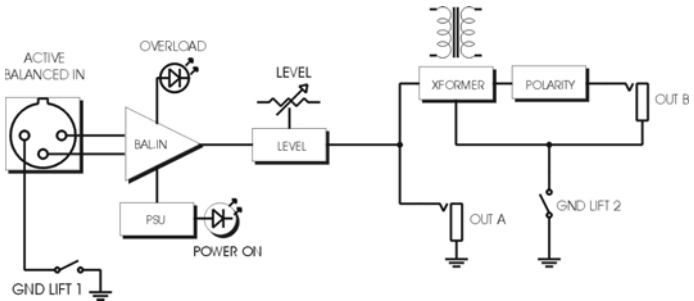 ACTIVE
BALANCED IN
OVERLOAD
BAL.IN
PSU
POWER ON
GND LIFT 1
LEVEL
LEVEL
XFORMER
POLARITY
OUT B
OUT A
GND LIFT 2